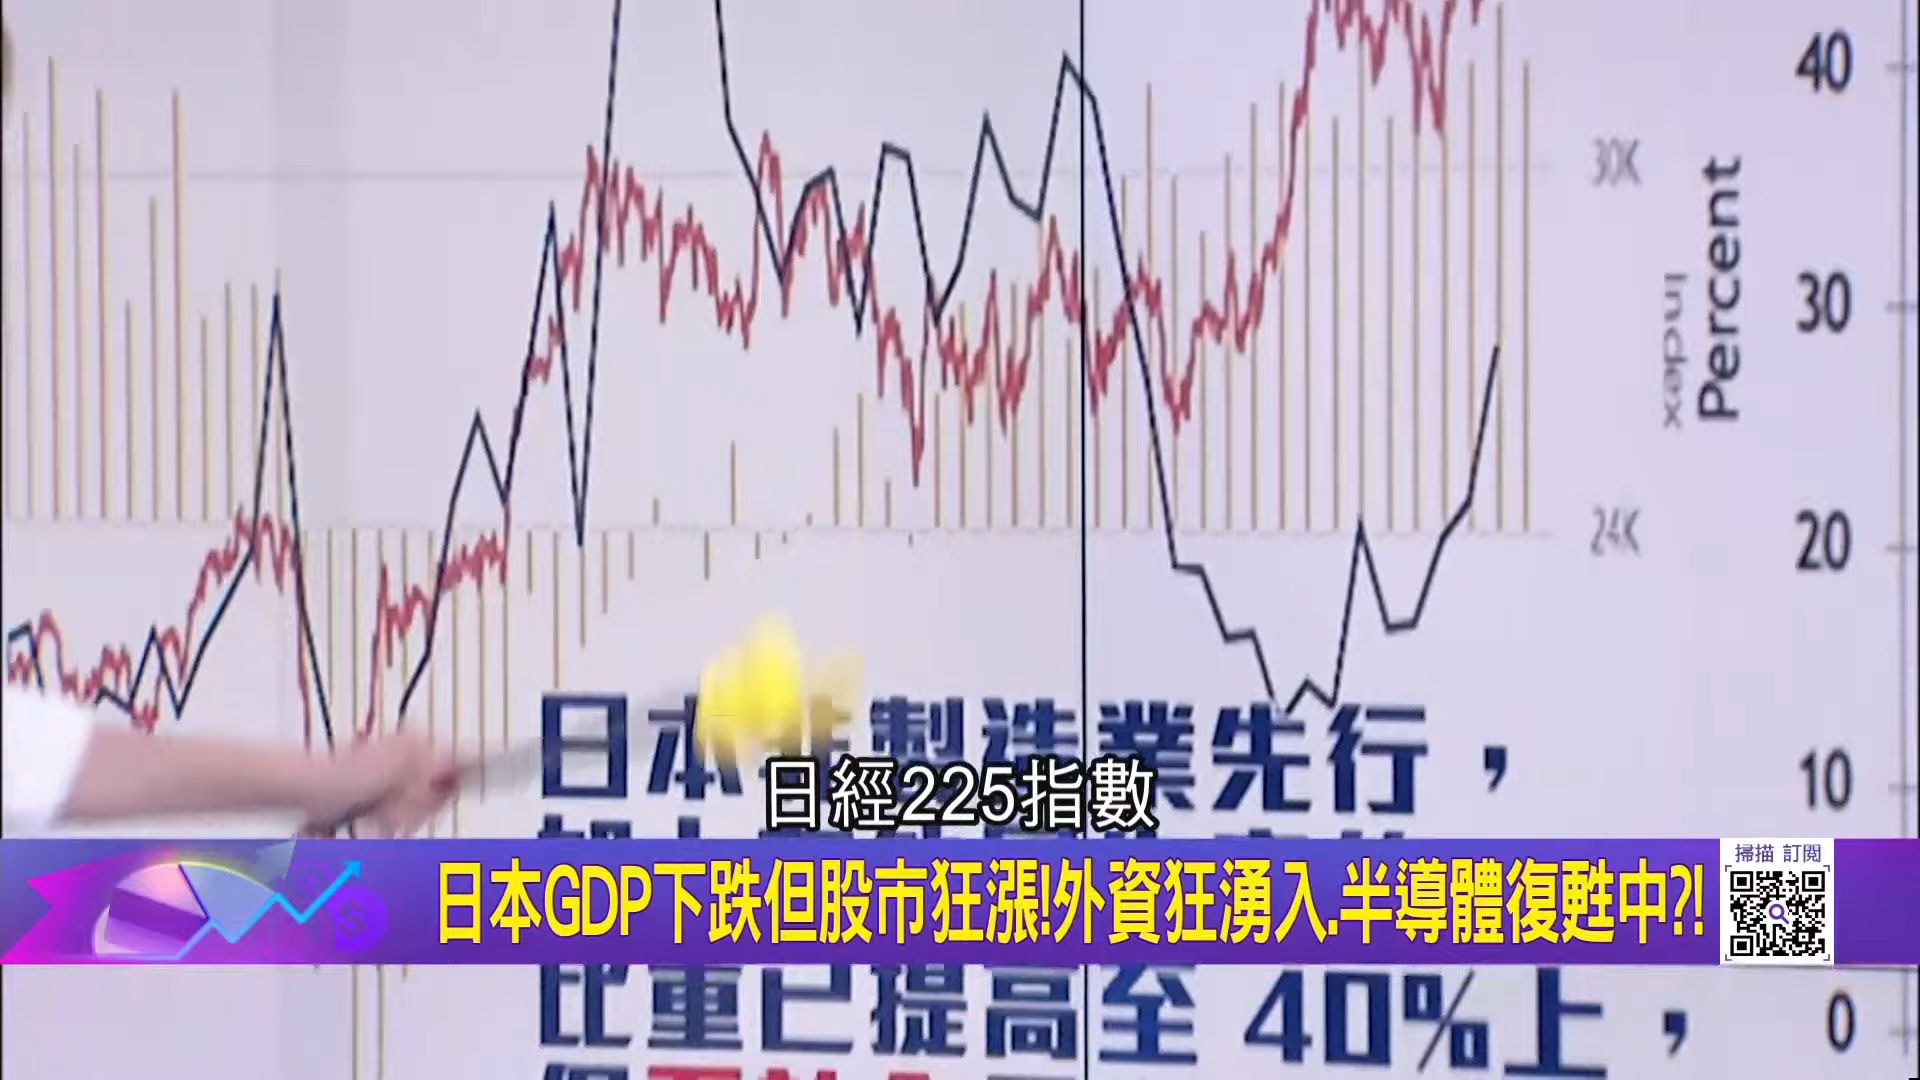 40
30K
Percent
Index
30
24K
20
日本非製造業先行，
10
日經225指數
掃描 訂閱
日本GDP下跌但股市狂漲!外資狂湧入.半導體復甦中?!
比重已提高至 40%上，
0